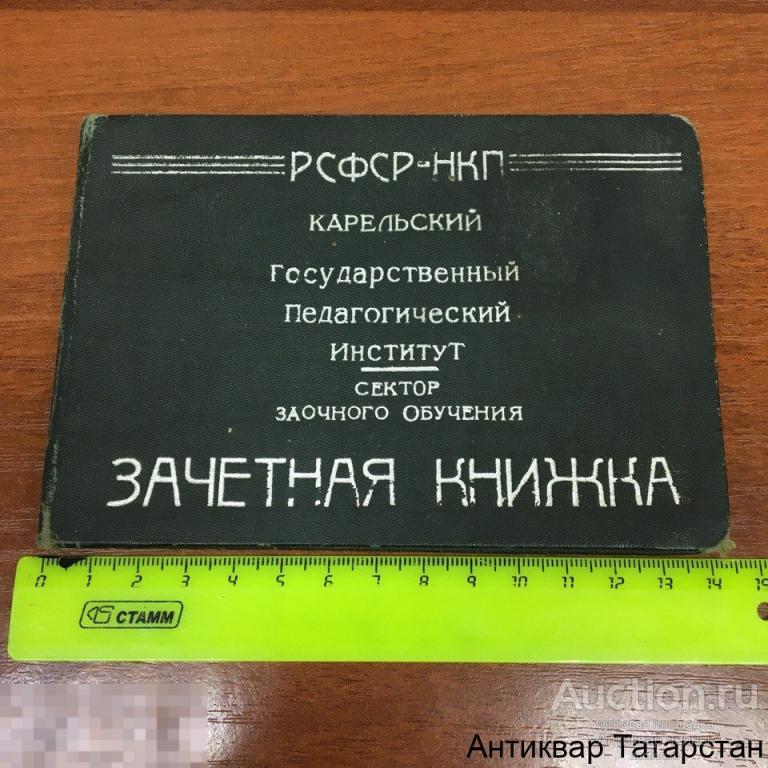 РСФСР-НКП
КАРЕЛЬСКИЙ
Государственный
Педагогический
Институт
СЕКТОР
ЗАОЧНОГО ОБУЧЕНИЯ
ЗАЧЕТНАЯ КНИЖКА
0 1 2 3 4 5 6 7 8 9 10 11 12 13 14 15
СТАММ
Auction.ru
Антиквар Татарстан